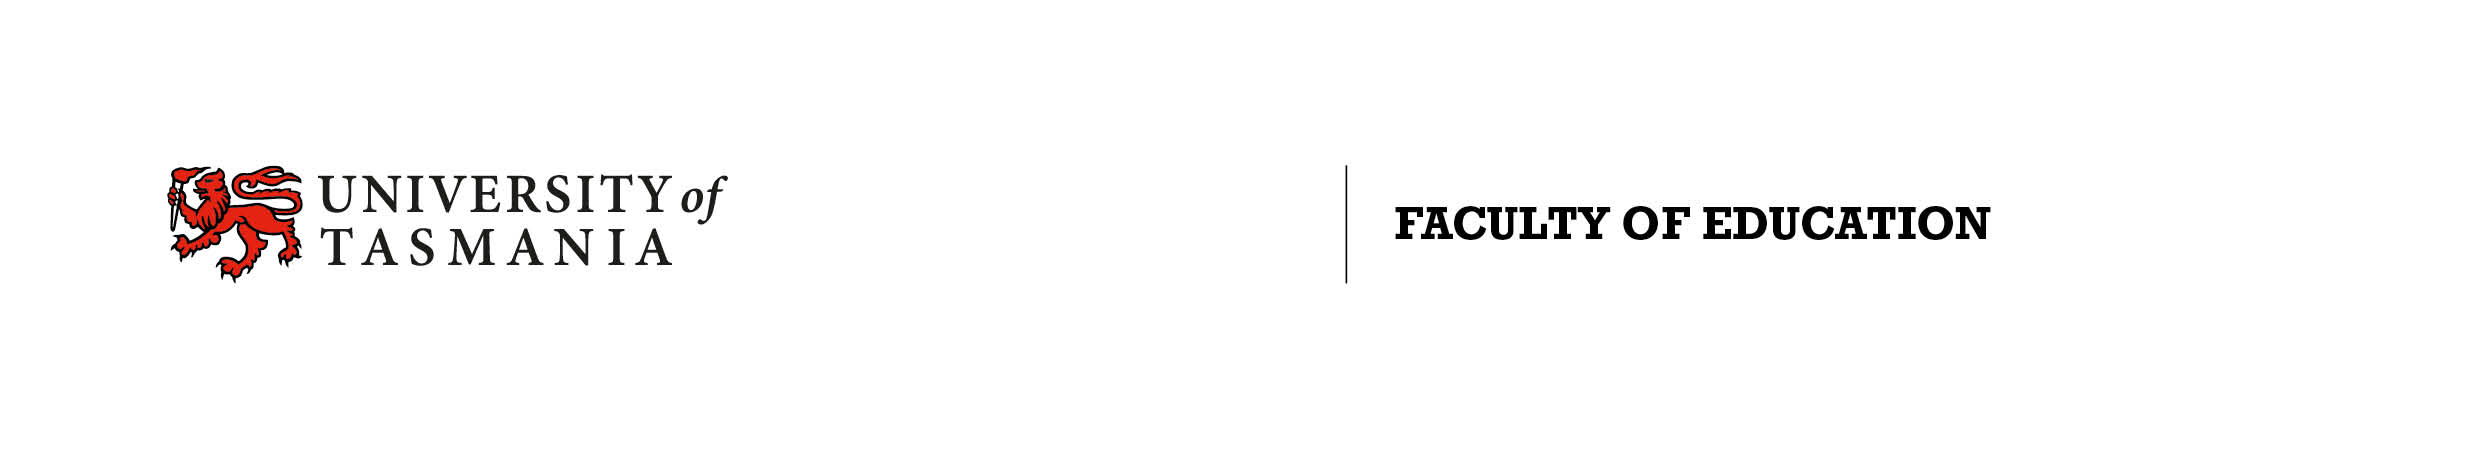 UNIVERSITY of
TASMANIA
FACULTY OF EDUCATION